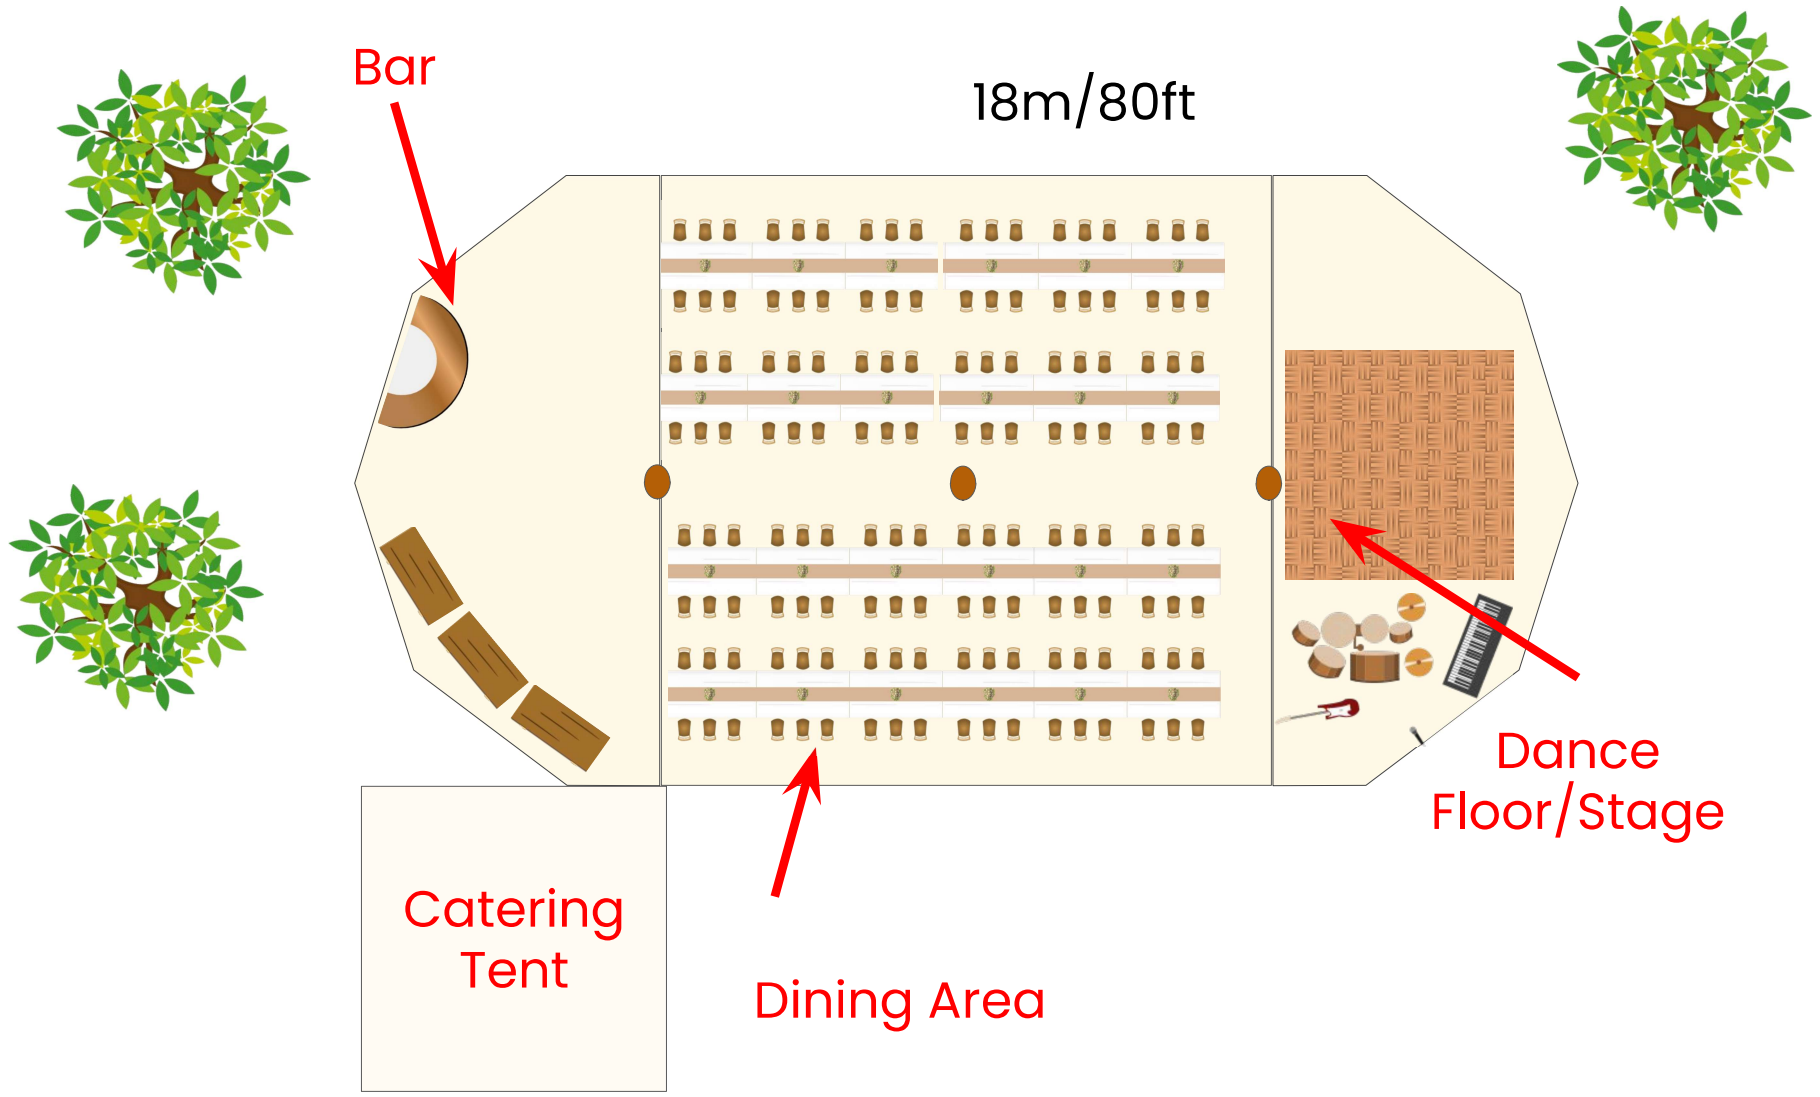 Bar
18m/80ft
Dance
Floor/Stage
Catering
Tent
Dining Area